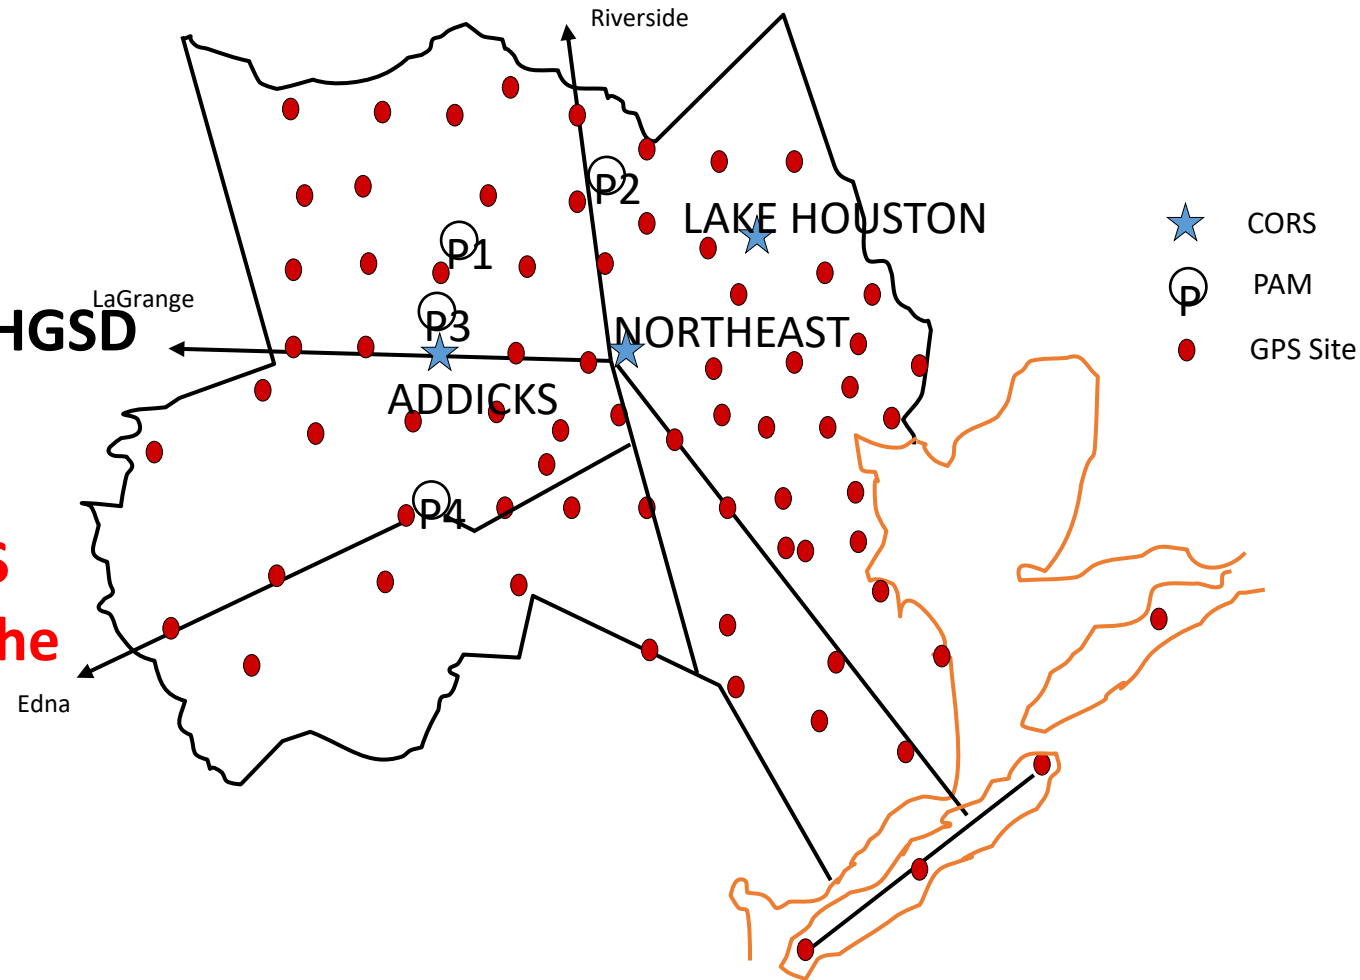 Riverside
P2
LAKE HOUSTON
CORS
P1
PAM
P
LaGrange
HGSD
P3
NORTHEAST
GPS Site
ADDICKS
P4
S
he
Edna